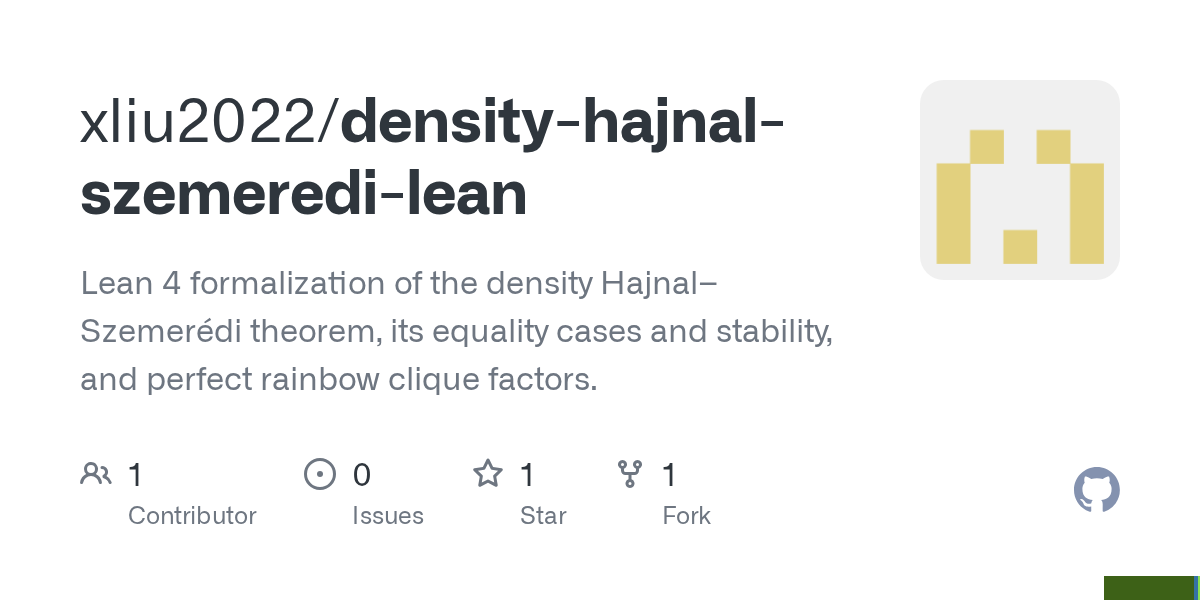 xliu2022/density-hajnal-
szemeredi-lean
Lean 4 formalization of the density Hajnal–
Szemerédi theorem, its equality cases and stability,
and perfect rainbow clique factors.
1 0 1 1
Contributor Issues Star Fork